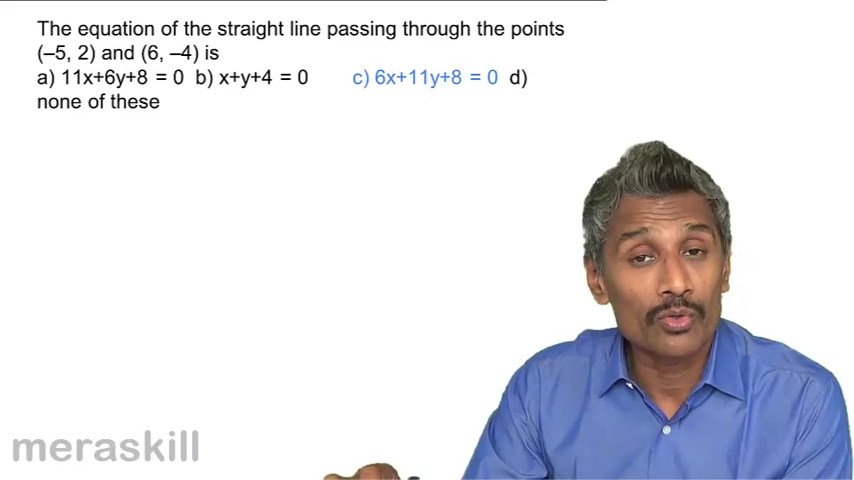 The equation of the straight line passing through the points
(–5, 2) and (6, –4) is
a) 11x+6y+8 = 0 b) x+y+4 = 0 c) 6x+11y+8 = 0 d)
none of these
meraskill